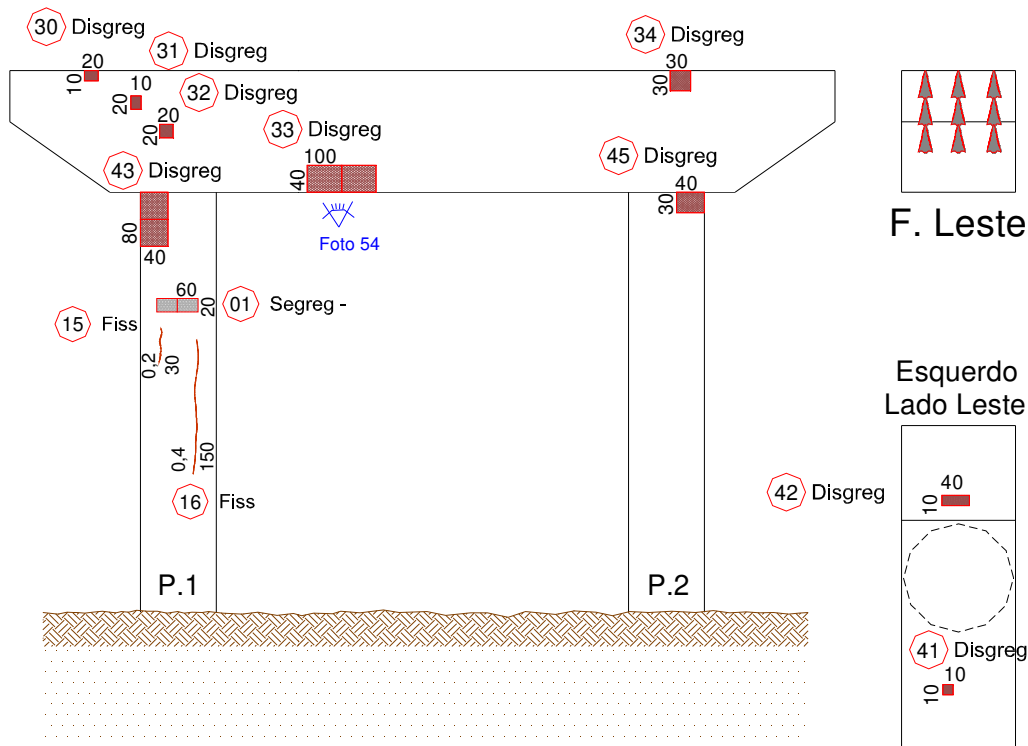 30 Disgreg
20
10
31 Disgreg
10
20
32 Disgreg
20
20
33 Disgreg
100
40
Foto 54
34 Disgreg
30
30
43 Disgreg
80
40
45 Disgreg
40
30
60
20
01 Segreg -
15 Fiss
0,2
30
0,4
150
16 Fiss
P.1
P.2
F. Leste
Esquerdo
Lado Leste
42 Disgreg
40
10
41 Disgreg
10
10